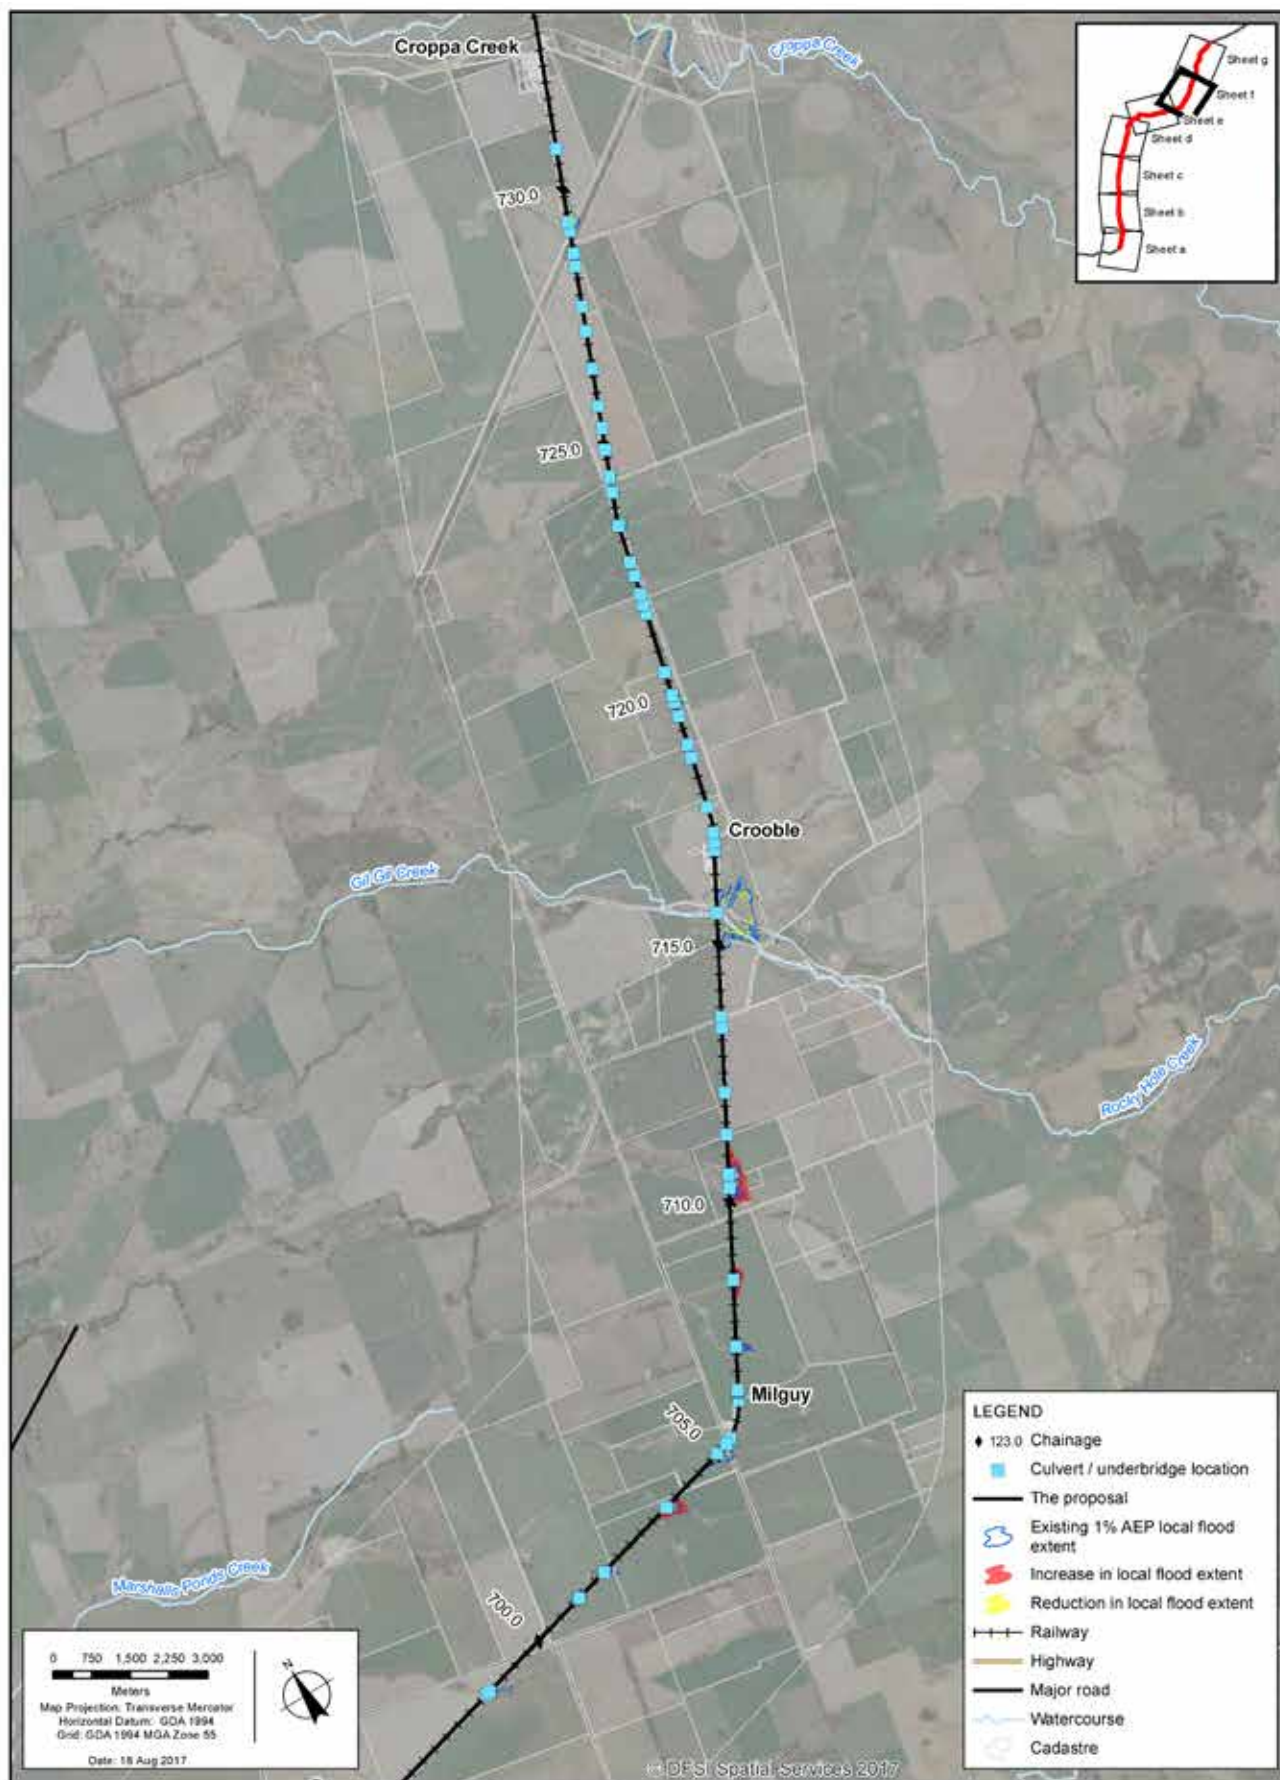 Croppa Creek
Croppa Creek
Sheet g
Sheet f
Sheet e
Sheet d
Sheet c
Sheet b
Sheet a
730.0
725.0
720.0
Crooble
Gil Gil Creek
715.0
Rocky Hole Creek
710.0
Milguy
705.0
Marshalls Ponds Creek
700.0
LEGEND
123.0 Chainage
Culvert / underbridge location
The proposal
Existing 1% AEP local flood
extent
Increase in local flood extent
Reduction in local flood extent
Railway
Highway
Major road
Watercourse
Cadastre
0 750 1,500 2,250 3,000
Meters
Map Projection: Transverse Mercator
Horizontal Datum: GDA 1994
Grid: GDA 1994 MGA Zone 55
Date: 18 Aug 2017
N
© DFSI Spatial Services 2017